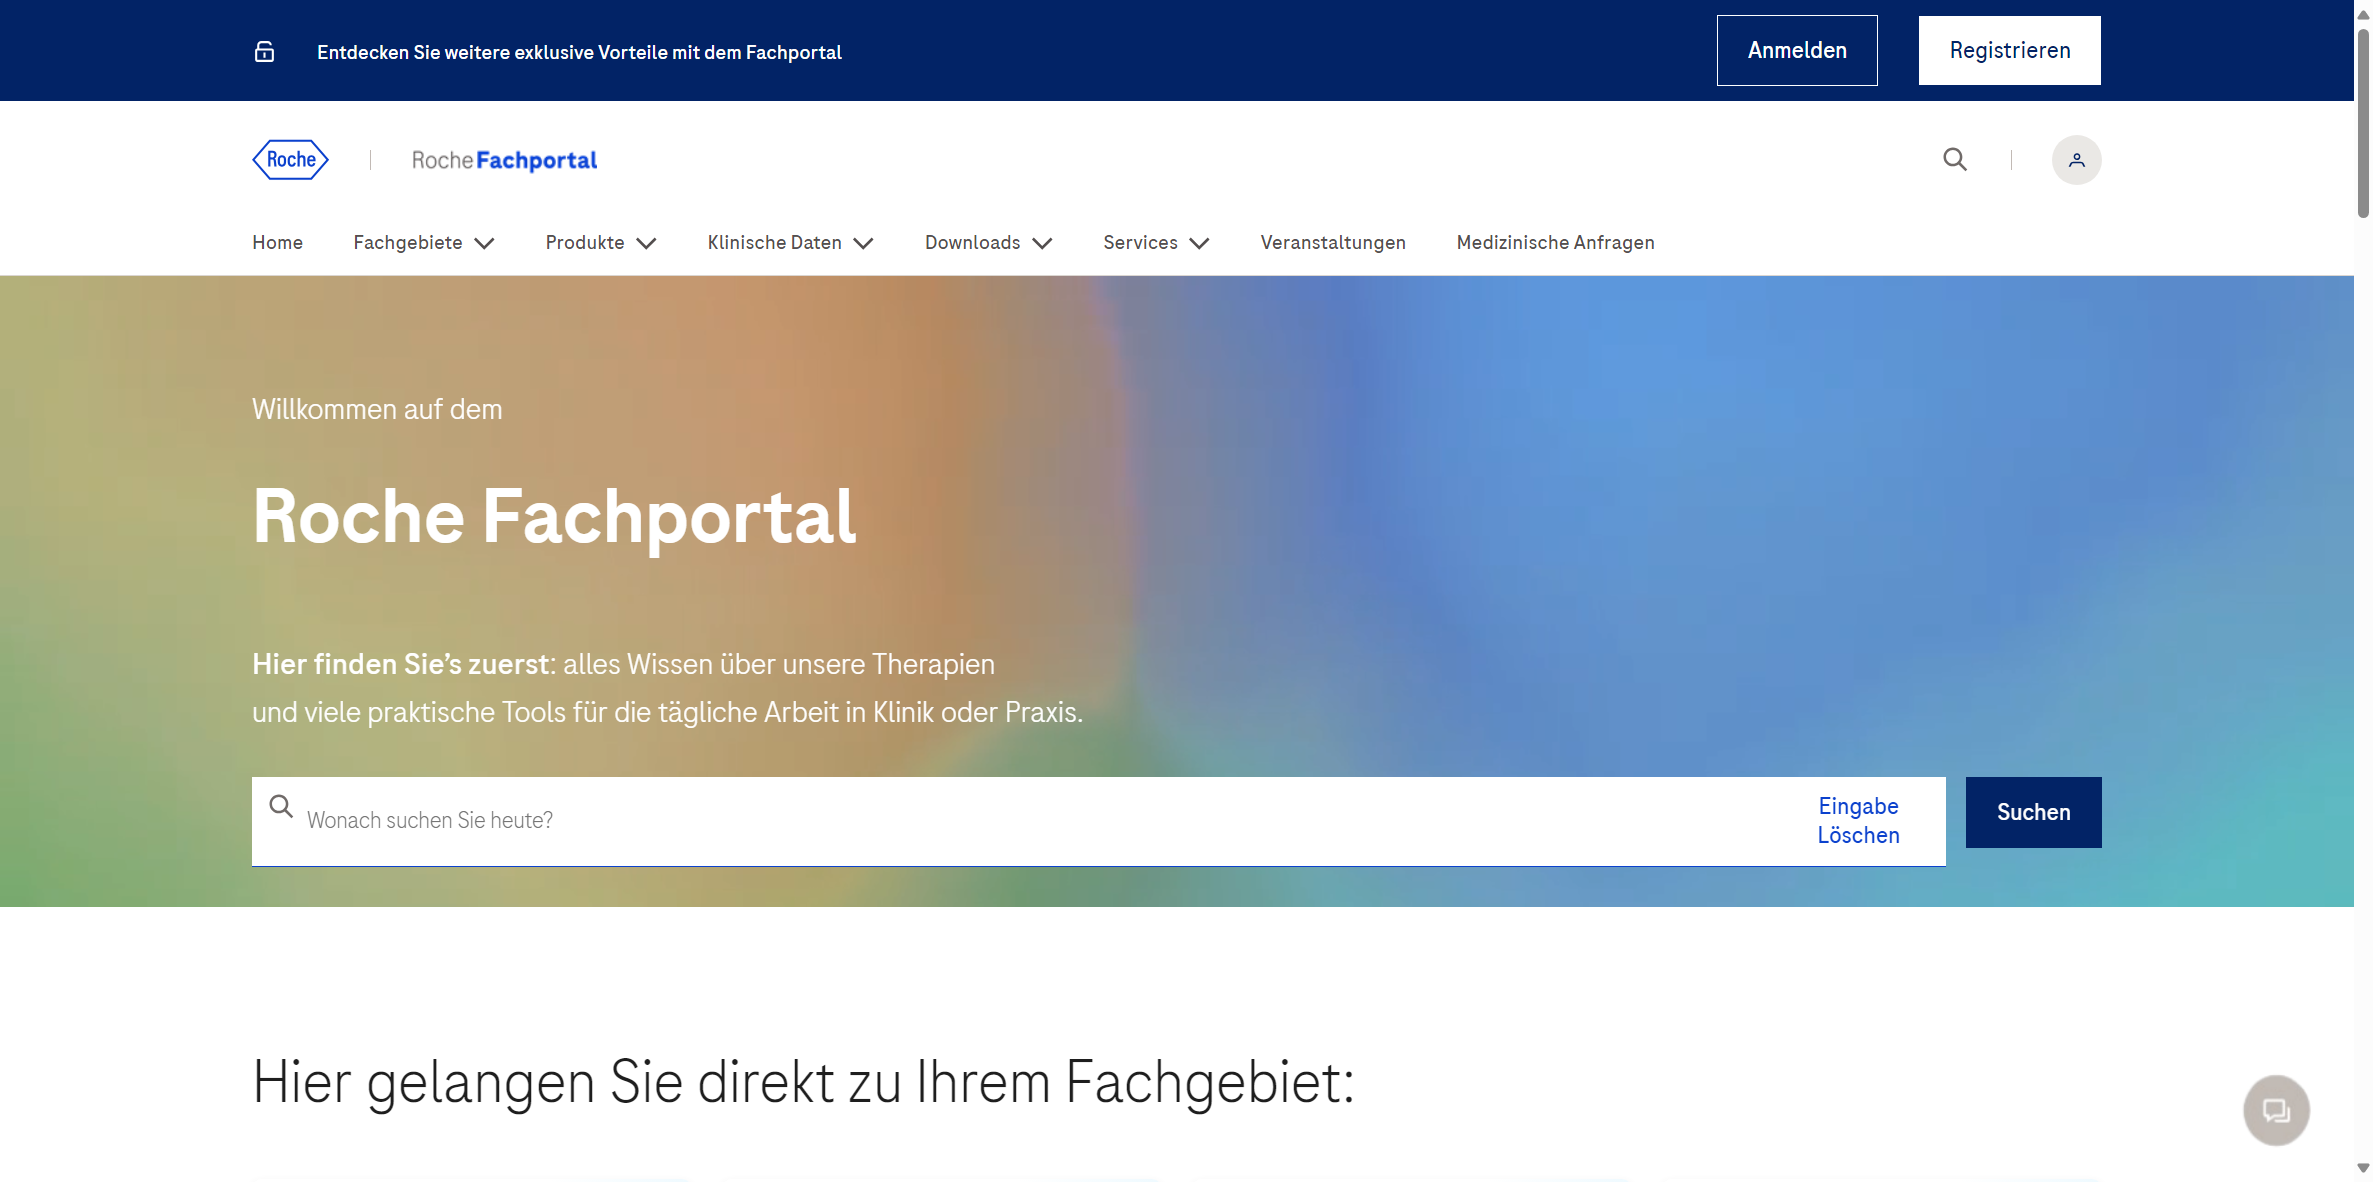 Entdecken Sie weitere exklusive Vorteile mit dem Fachportal
Anmelden
Registrieren
Roche
Roche Fachportal
Home
Fachgebiete
Produkte
Klinische Daten
Downloads
Services
Veranstaltungen
Medizinische Anfragen
Willkommen auf dem
Roche Fachportal
Hier finden Sie’s zuerst: alles Wissen über unsere Therapien
und viele praktische Tools für die tägliche Arbeit in Klinik oder Praxis.
Wonach suchen Sie heute?
Eingabe
Löschen
Suchen
Hier gelangen Sie direkt zu Ihrem Fachgebiet: